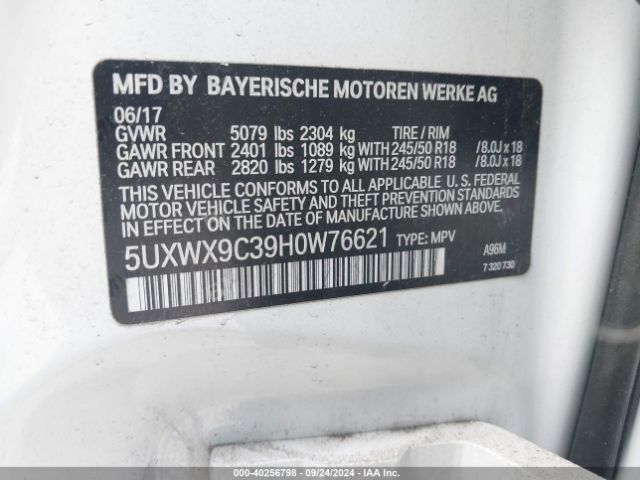 MFD BY BAYERISCHE MOTOREN WERKE AG
06/17
GVWR 5079 lbs 2304 kg TIRE / RIM
GAWR FRONT 2401 lbs 1089 kg WITH 245/50 R18 /8.0J x 18
GAWR REAR 2820 lbs 1279 kg WITH 245/50 R18 /8.0J x 18
THIS VEHICLE CONFORMS TO ALL APPLICABLE U. S. FEDERAL
MOTOR VEHICLE SAFETY AND THEFT PREVENTION STANDARDS
IN EFFECT ON THE DATE OF MANUFACTURE SHOWN ABOVE.
5UXWX9C39H0W76621 TYPE: MPV A96M
7 320 730
000-40256798 - 09/24/2024 - IAA Inc.